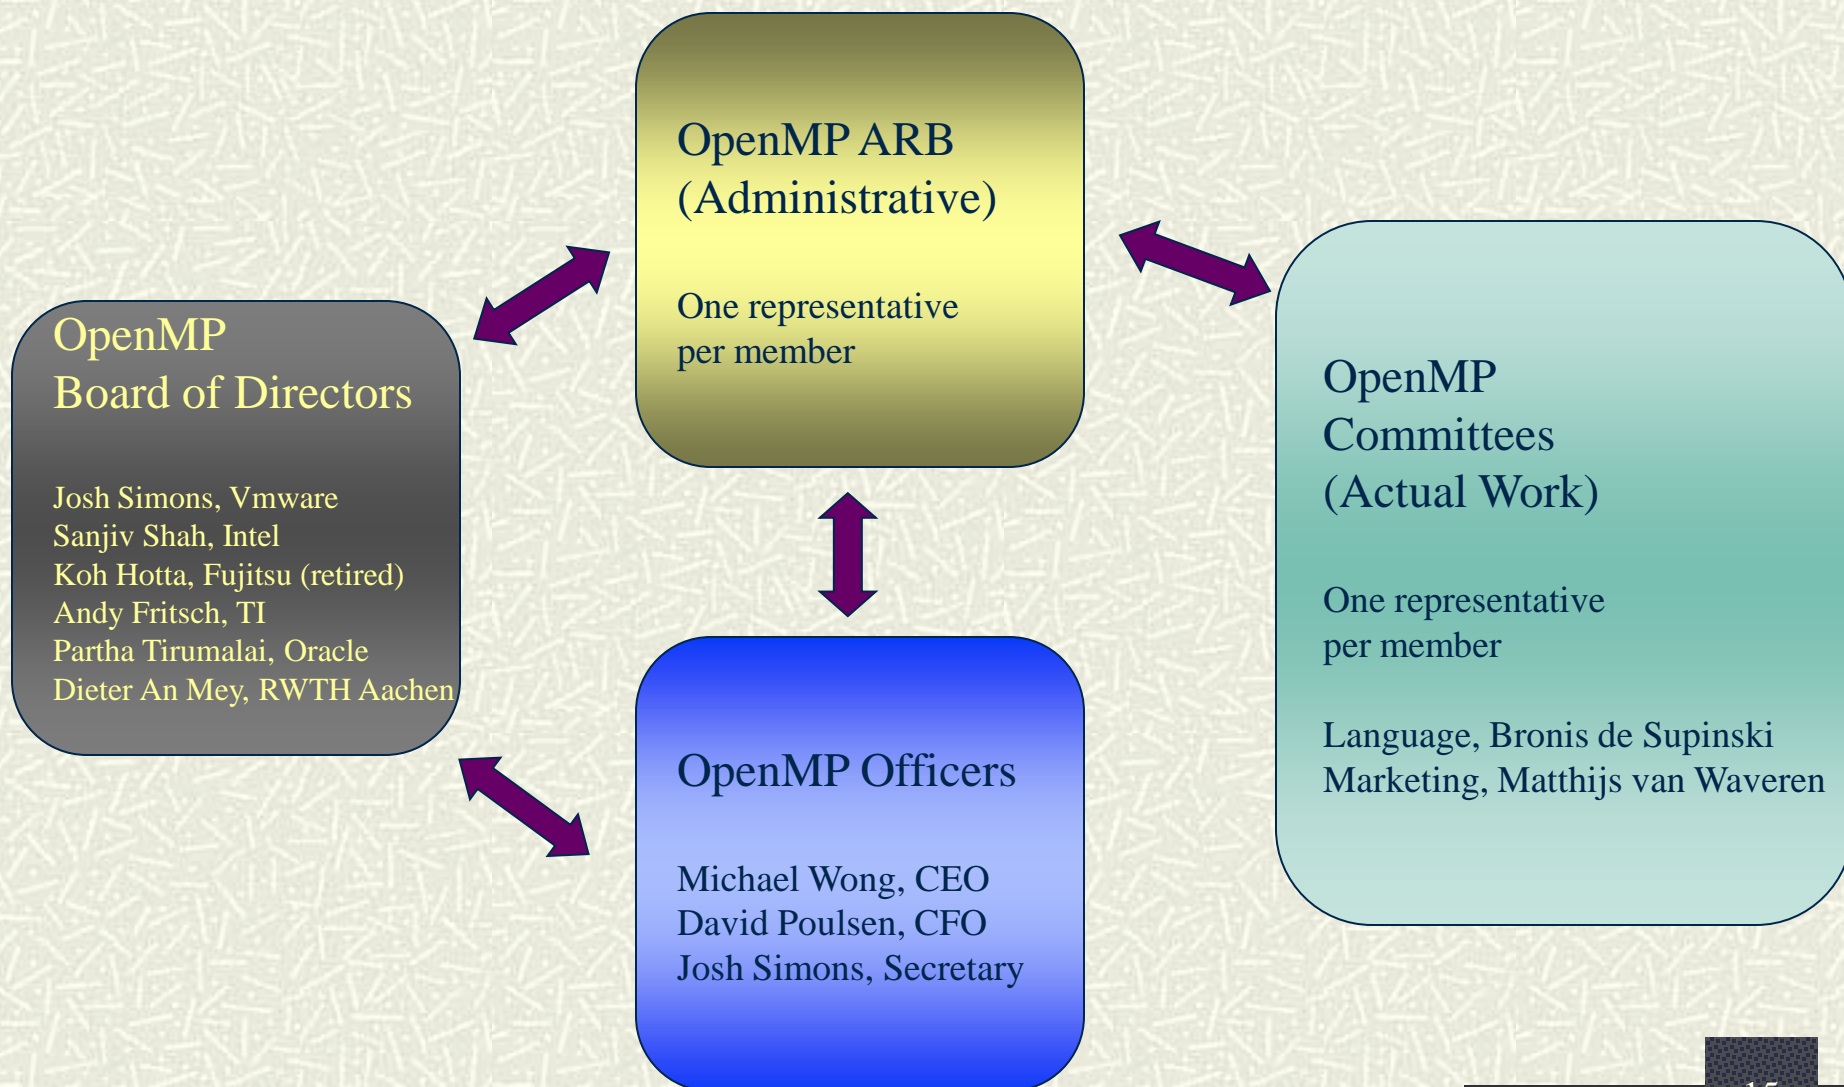 OpenMP ARB
(Administrative)
One representative
per member
OpenMP
Board of Directors
Josh Simons, Vmware
Sanjiv Shah, Intel
Koh Hotta, Fujitsu (retired)
Andy Fritsch, TI
Partha Tirumalai, Oracle
Dieter An Mey, RWTH Aachen
OpenMP
Committees
(Actual Work)
One representative
per member
Language, Bronis de Supinski
Marketing, Matthijs van Waveren
OpenMP Officers
Michael Wong, CEO
David Poulsen, CFO
Josh Simons, Secretary